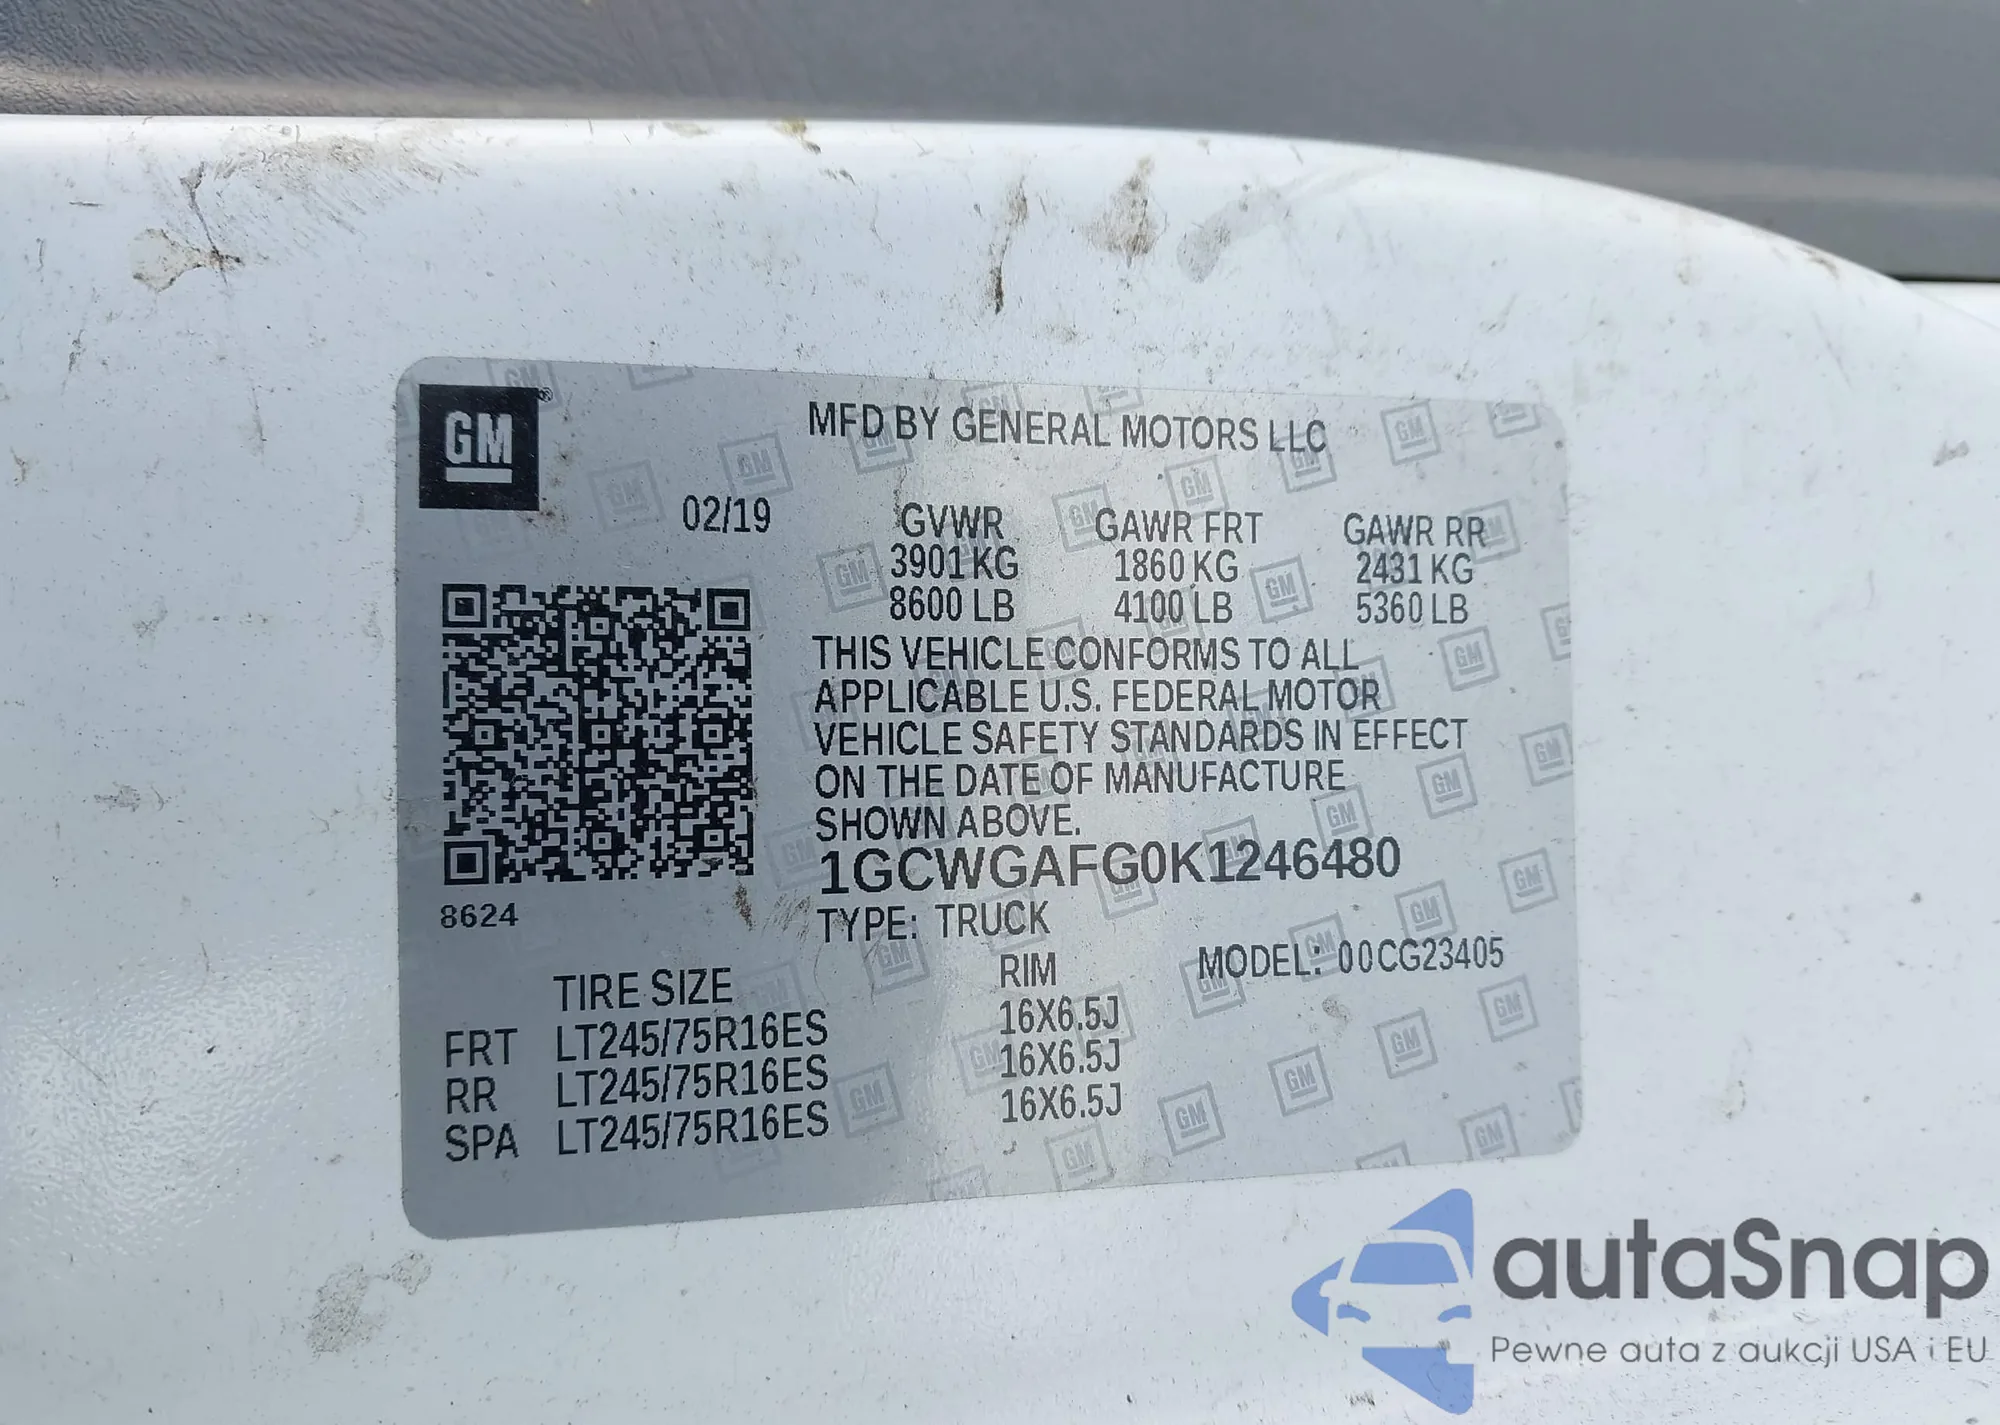 GM®
MFD BY GENERAL MOTORS LLC
02/19 GVWR GAWR FRT GAWR RR
3901 KG 1860 KG 2431 KG
8600 LB 4100 LB 5360 LB
THIS VEHICLE CONFORMS TO ALL
APPLICABLE U.S. FEDERAL MOTOR
VEHICLE SAFETY STANDARDS IN EFFECT
ON THE DATE OF MANUFACTURE
SHOWN ABOVE.
1GCWGAFG0K1246480
8624
TYPE: TRUCK
MODEL: 00CG23405
TIRE SIZE RIM
FRT LT245/75R16ES 16X6.5J
RR LT245/75R16ES 16X6.5J
SPA LT245/75R16ES 16X6.5J
autaSnap
Pewne auta z aukcji USA i EU